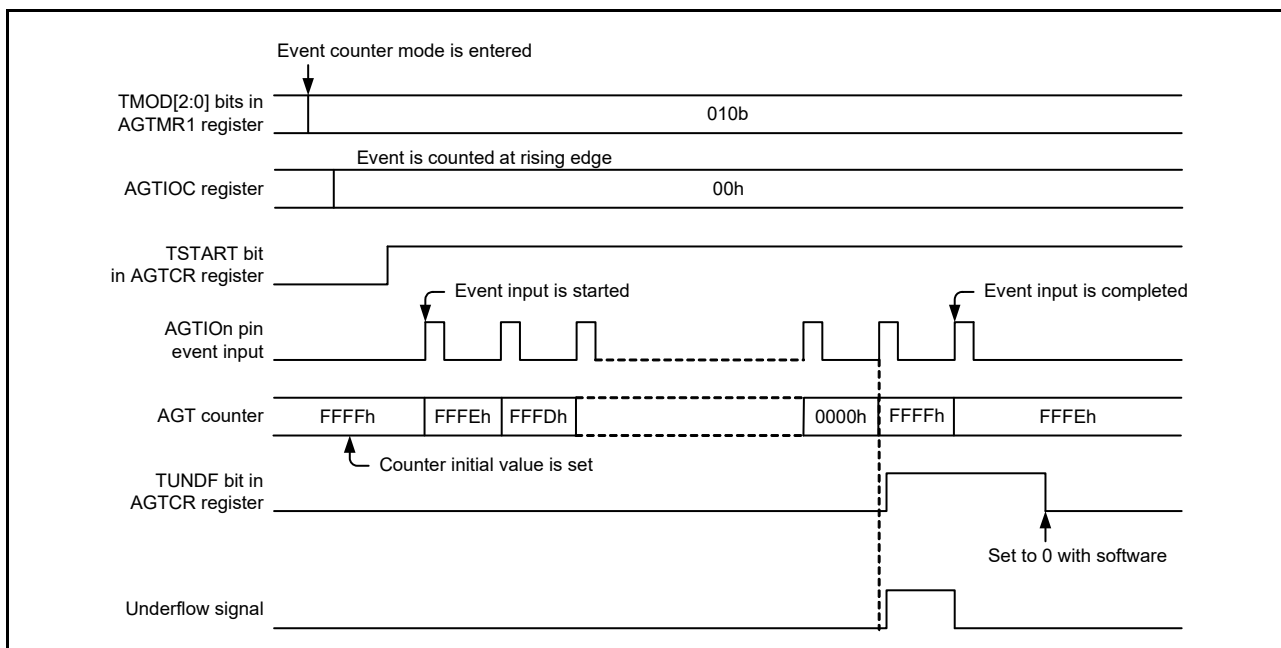 Event counter mode is entered
TMOD[2:0] bits in
AGTMR1 register
010b
Event is counted at rising edge
AGTIOC register
00h
TSTART bit
in AGTCR register
Event input is started
Event input is completed
AGTIOn pin
event input
AGT counter
FFFFh
FFFEh
FFFDh
0000h
FFFFh
FFFEh
Counter initial value is set
TUNDF bit in
AGTCR register
Set to 0 with software
Underflow signal